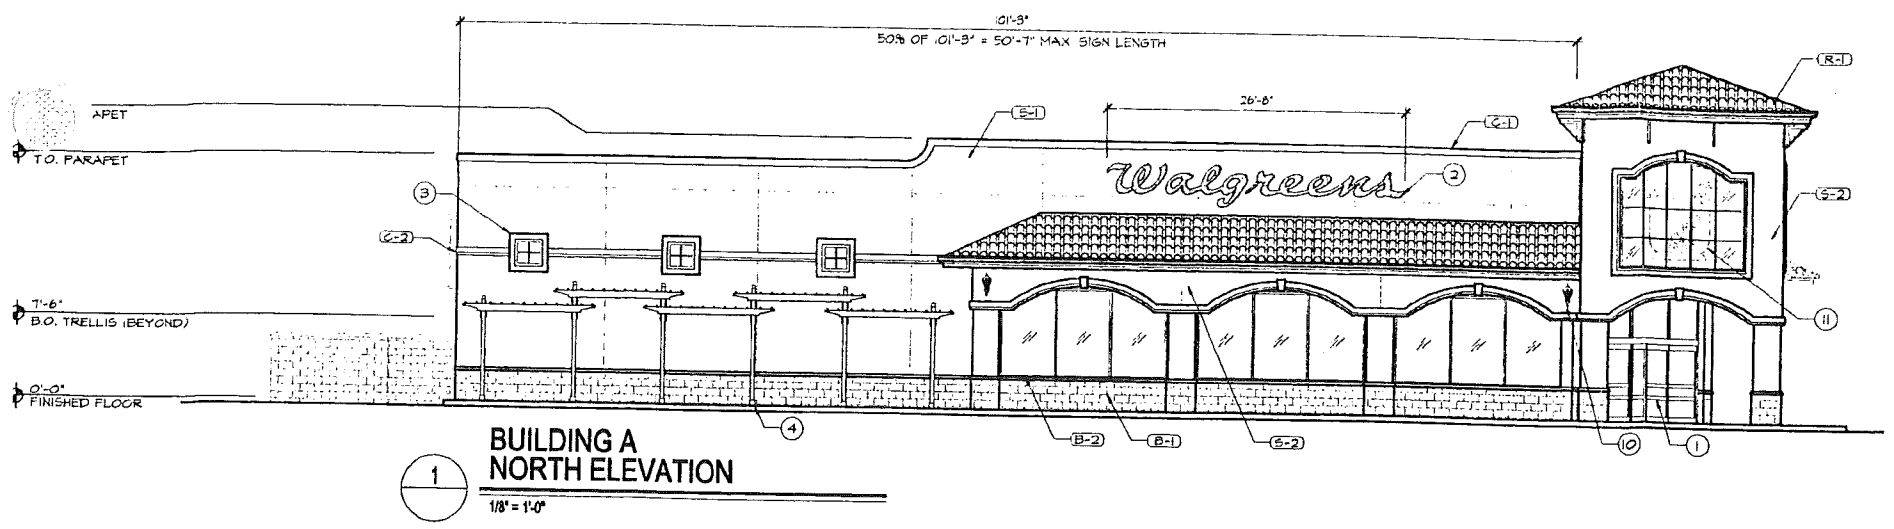 101'-3"
50% OF 101'-3" = 50'-7" MAX SIGN LENGTH
R-1
26'-8"
S-1
C-1
APET
T.O. PARAPET
Walgreens
2
3
S-2
C-2
7'-6"
B.O. TRELLIS (BEYOND)
11
0'-0"
FINISHED FLOOR
4
B-2
B-1
S-2
10
1
BUILDING A
1
NORTH ELEVATION
1/8" = 1'-0"